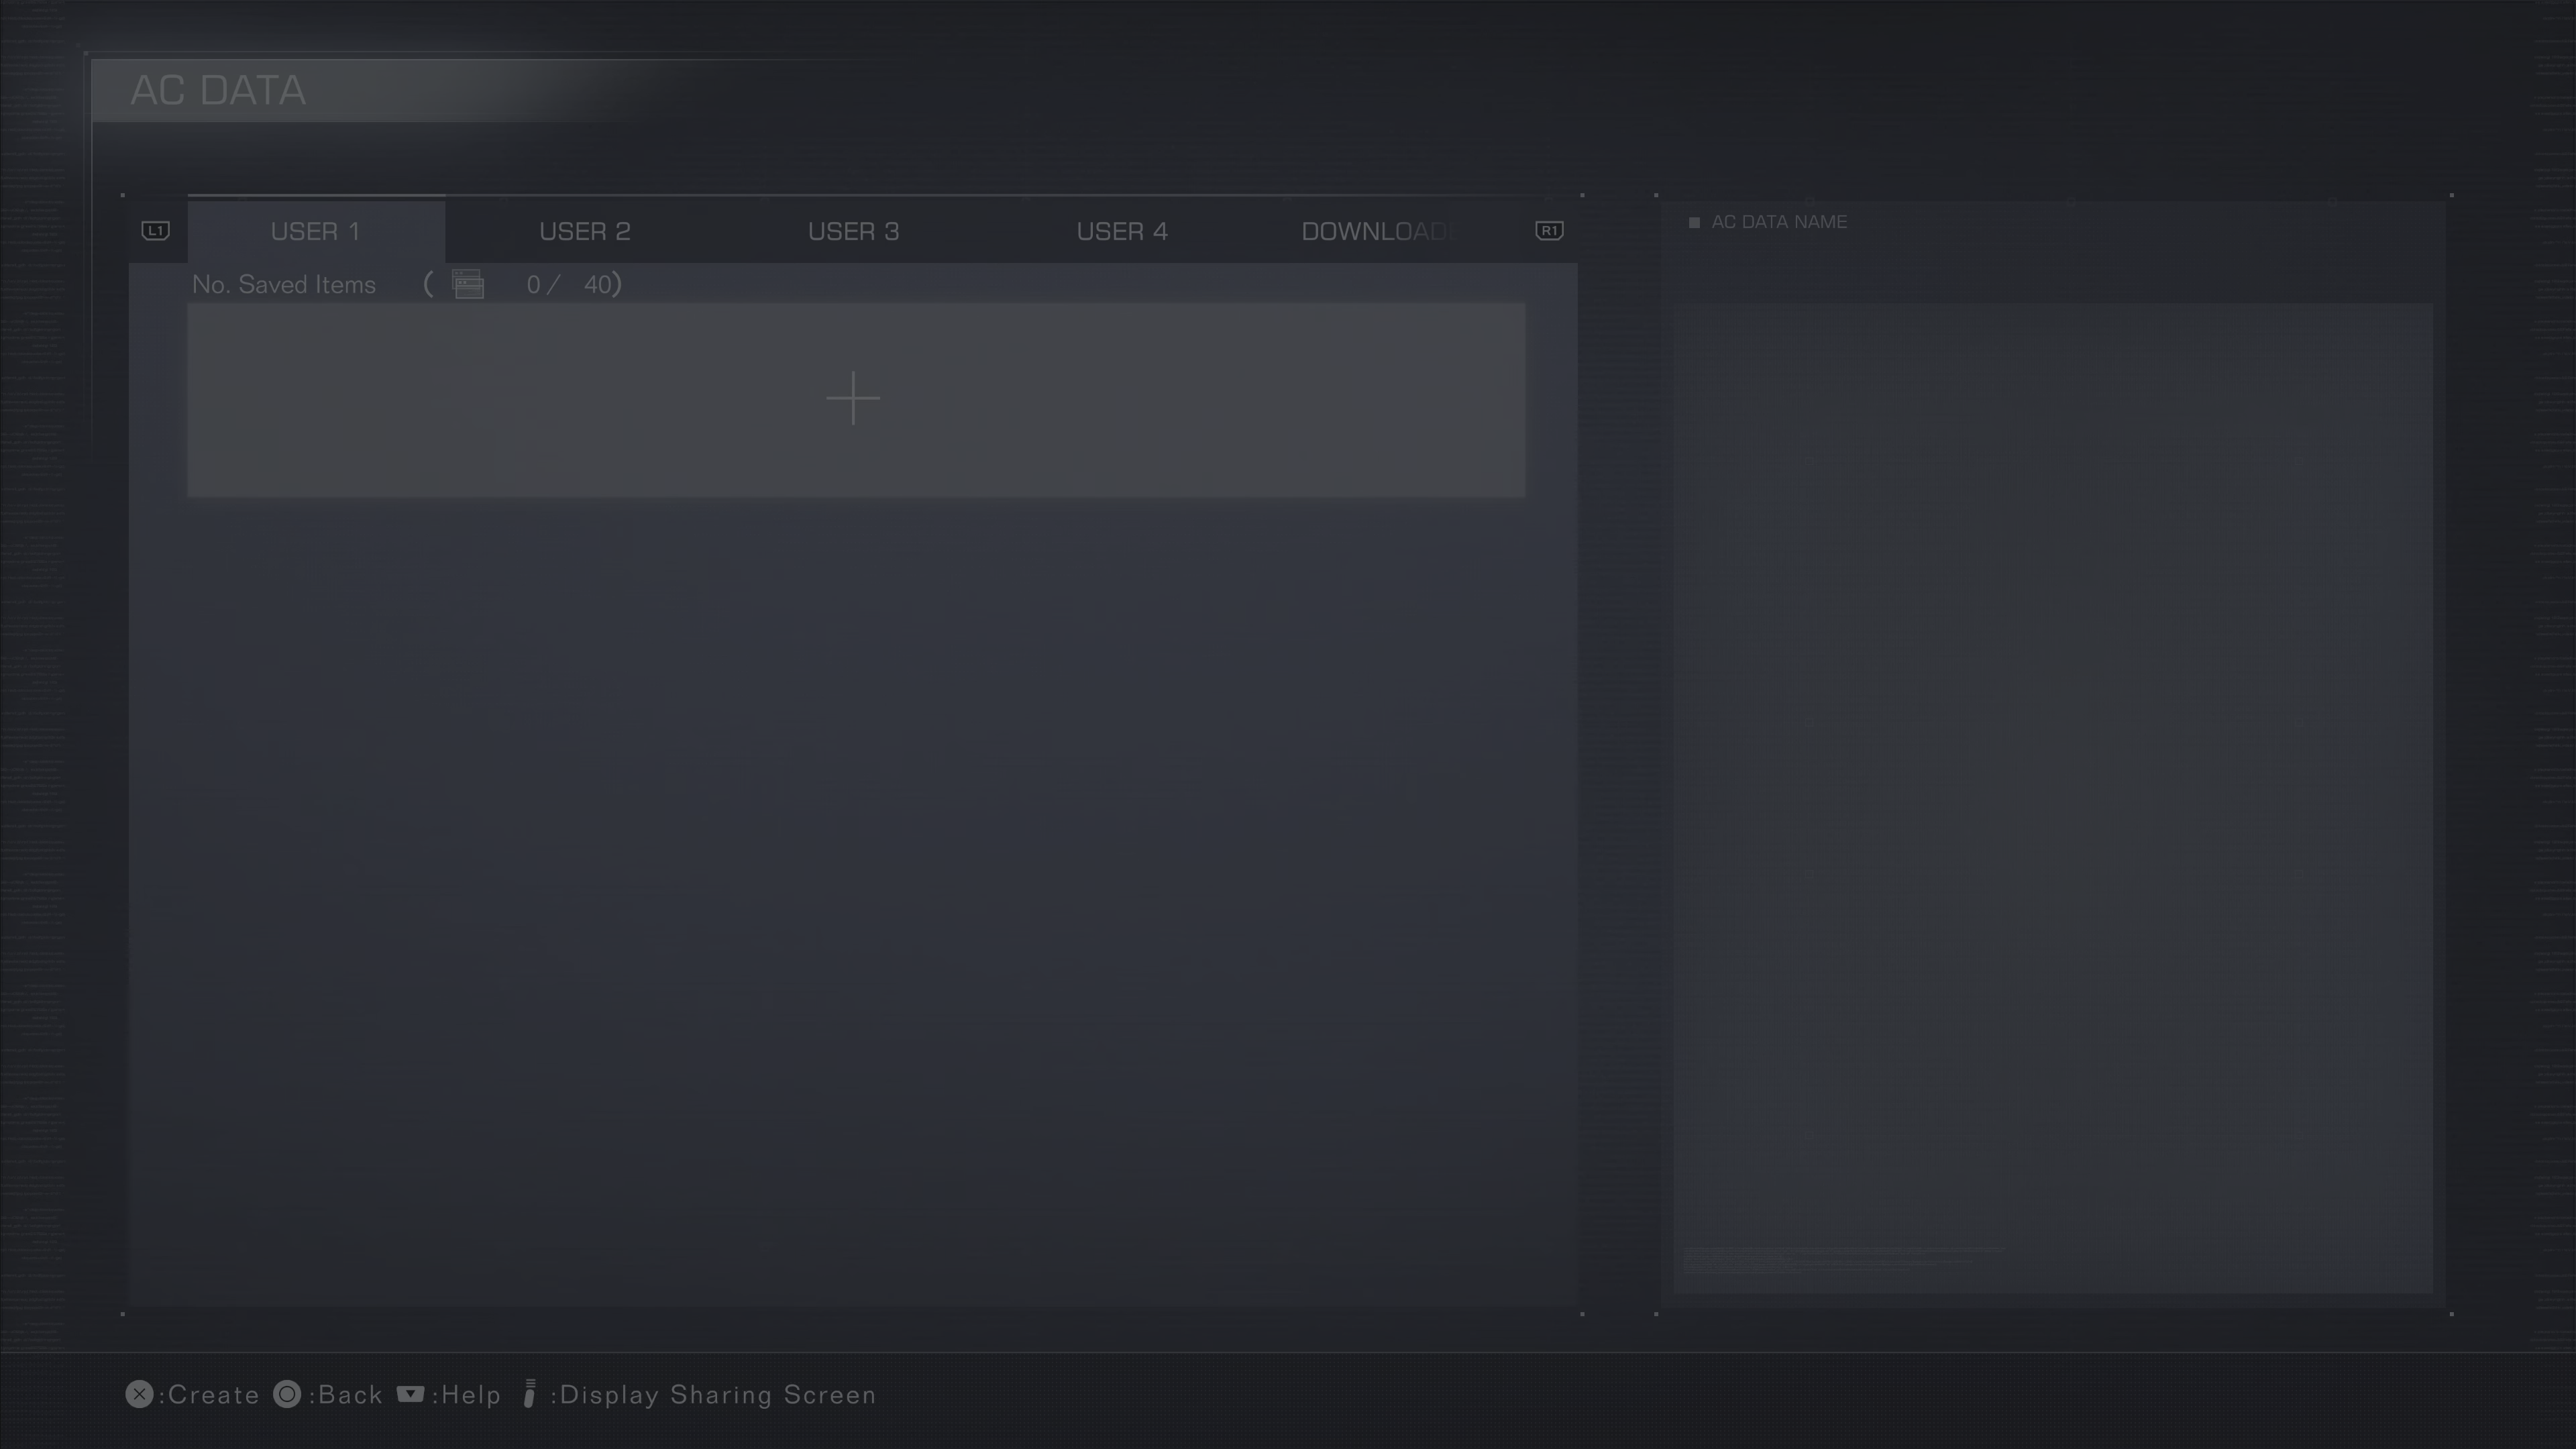 AC DATA
L1 USER 1 USER 2 USER 3 USER 4 DOWNLOAD R1
No. Saved Items ( 0 / 40)
AC DATA NAME
:Create :Back :Help :Display Sharing Screen